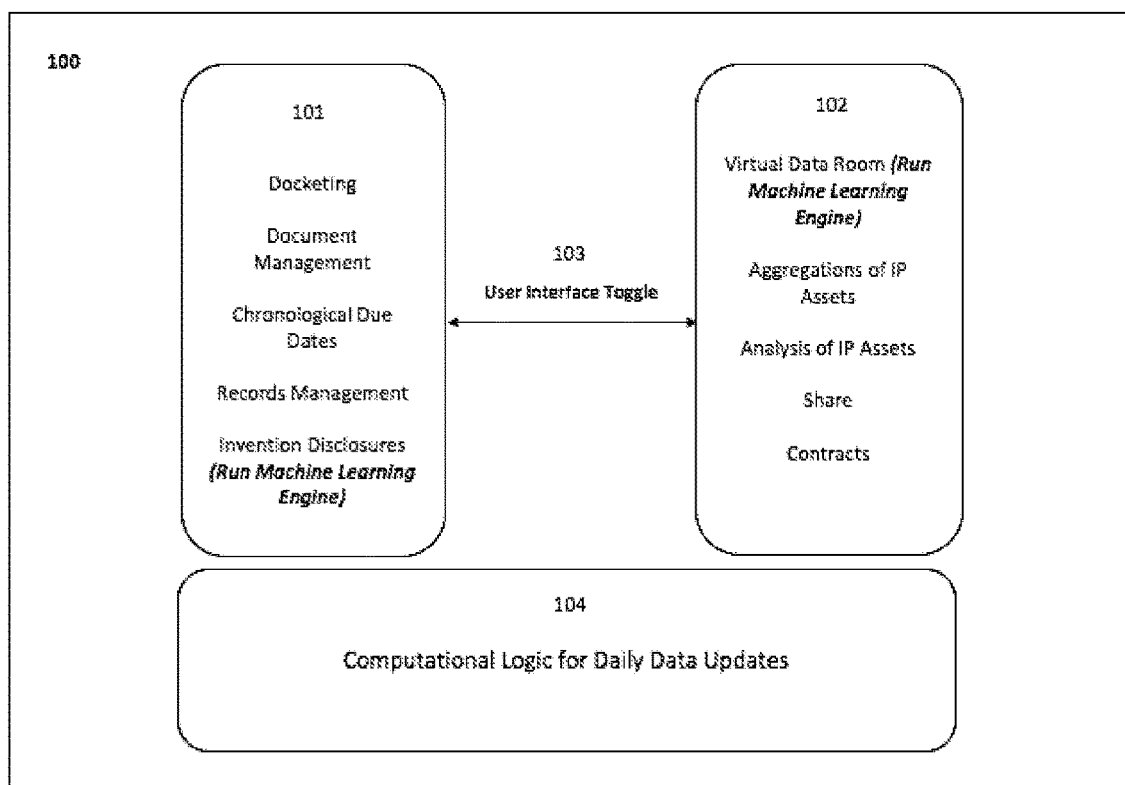 100
101
Docketing
Document
Management
Chronological Due
Dates
Records Management
Invention Disclosures
(Run Machine Learning
Engine)
103
User Interface Toggle
102
Virtual Data Room (Run
Machine Learning
Engine)
Aggregations of IP
Assets
Analysis of IP Assets
Share
Contracts
104
Computational Logic for Daily Data Updates